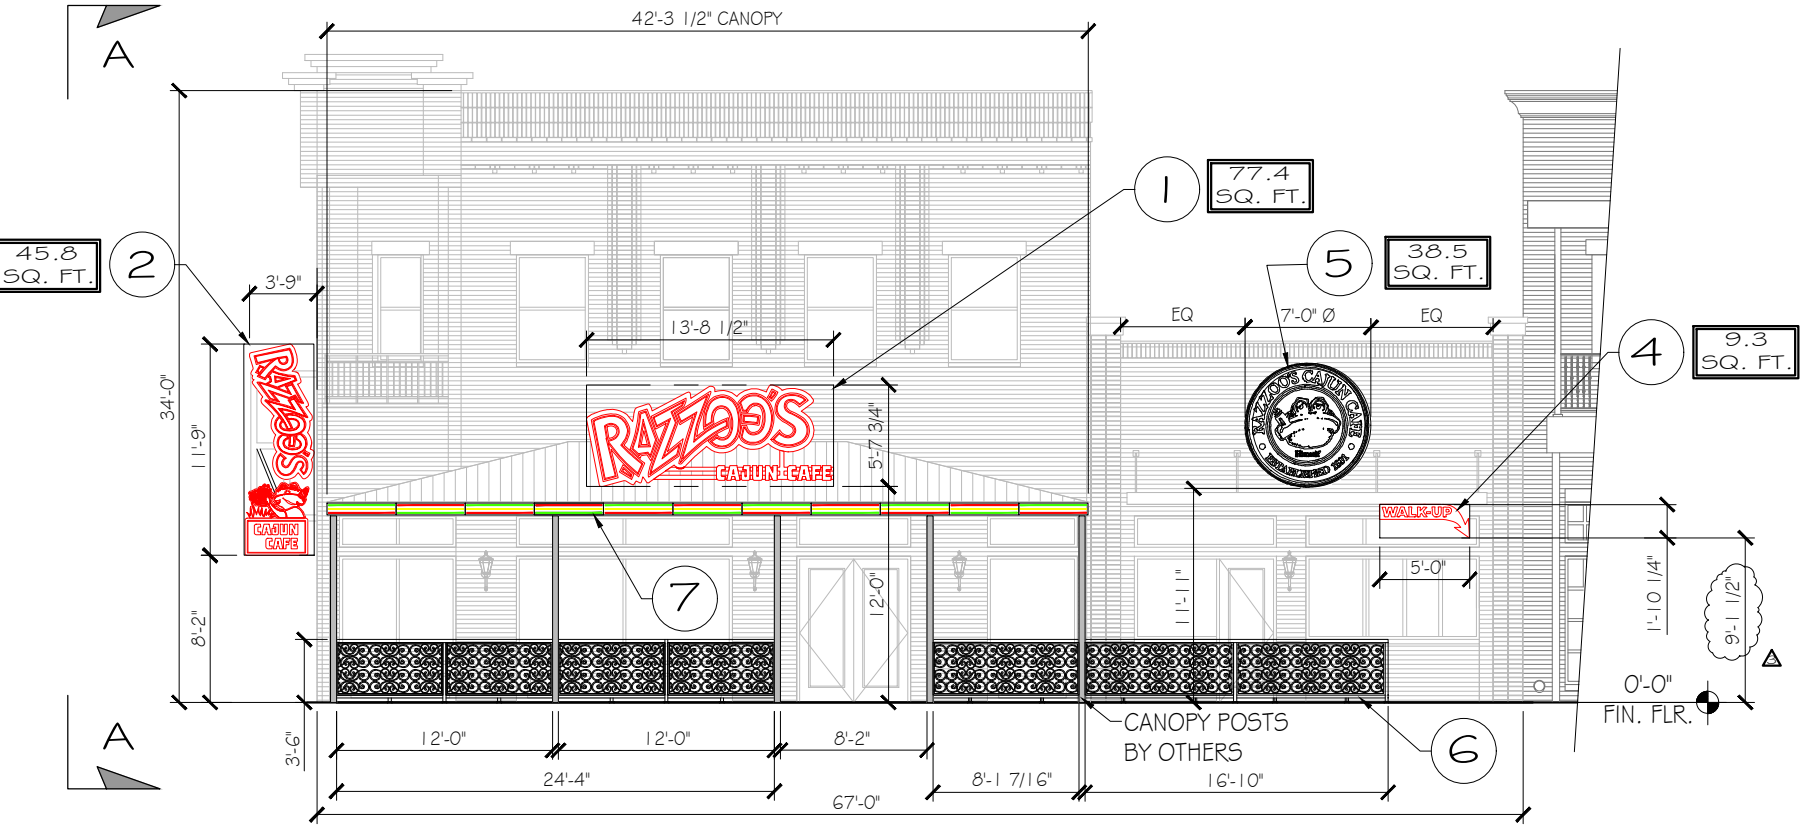 42'-3 1/2" CANOPY
A
1
77.4
SQ. FT.
45.8
SQ. FT.
2
3'-9"
5
38.5
SQ. FT.
EQ
7'-0" Ø
EQ
4
9.3
SQ. FT.
13'-8 1/2"
34'-0"
11'-9"
RAZZOO'S
CAJUN
CAFE
RAZZOO'S
CAJUN CAFE
5'-7 3/4"
RAZZOO'S CAJUN CAFE
ESTABLISHED 1991
WALK-UP
5'-0"
1'-10 1/4"
9'-1 1/2"
3
7
12'-0"
11'-11"
8'-2"
3'-6"
0'-0"
FIN. FLR.
A
12'-0"
12'-0"
8'-2"
CANOPY POSTS
BY OTHERS
6
24'-4"
8'-1 7/16"
16'-10"
67'-0"